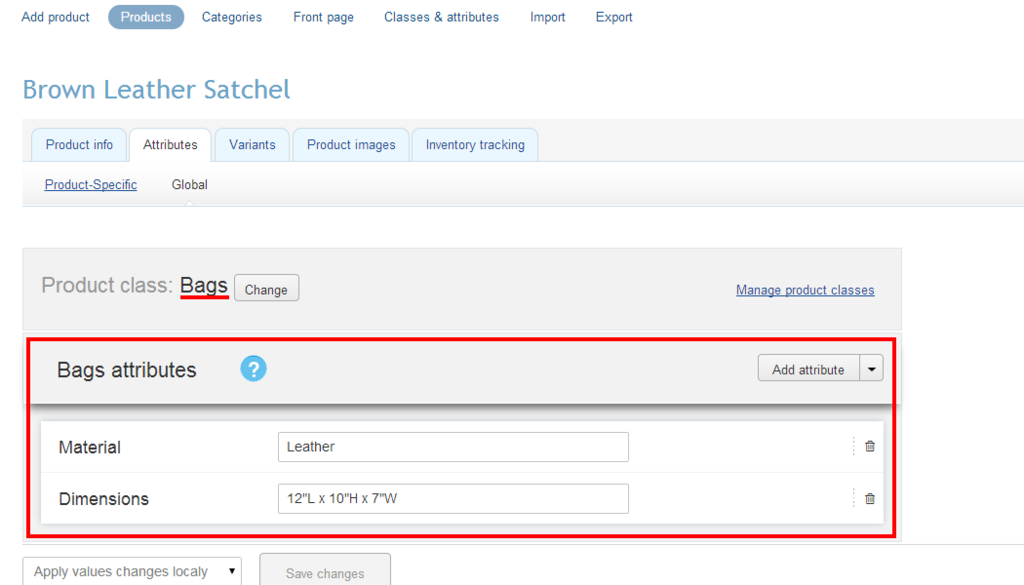 Add product Products Categories Front page Classes & attributes Import Export
Brown Leather Satchel
Product info Attributes Variants Product images Inventory tracking
Product-Specific Global
Product class: Bags Change Manage product classes
Bags attributes ? Add attribute
Material Leather
Dimensions 12"L x 10"H x 7"W
Apply values changes localy Save changes